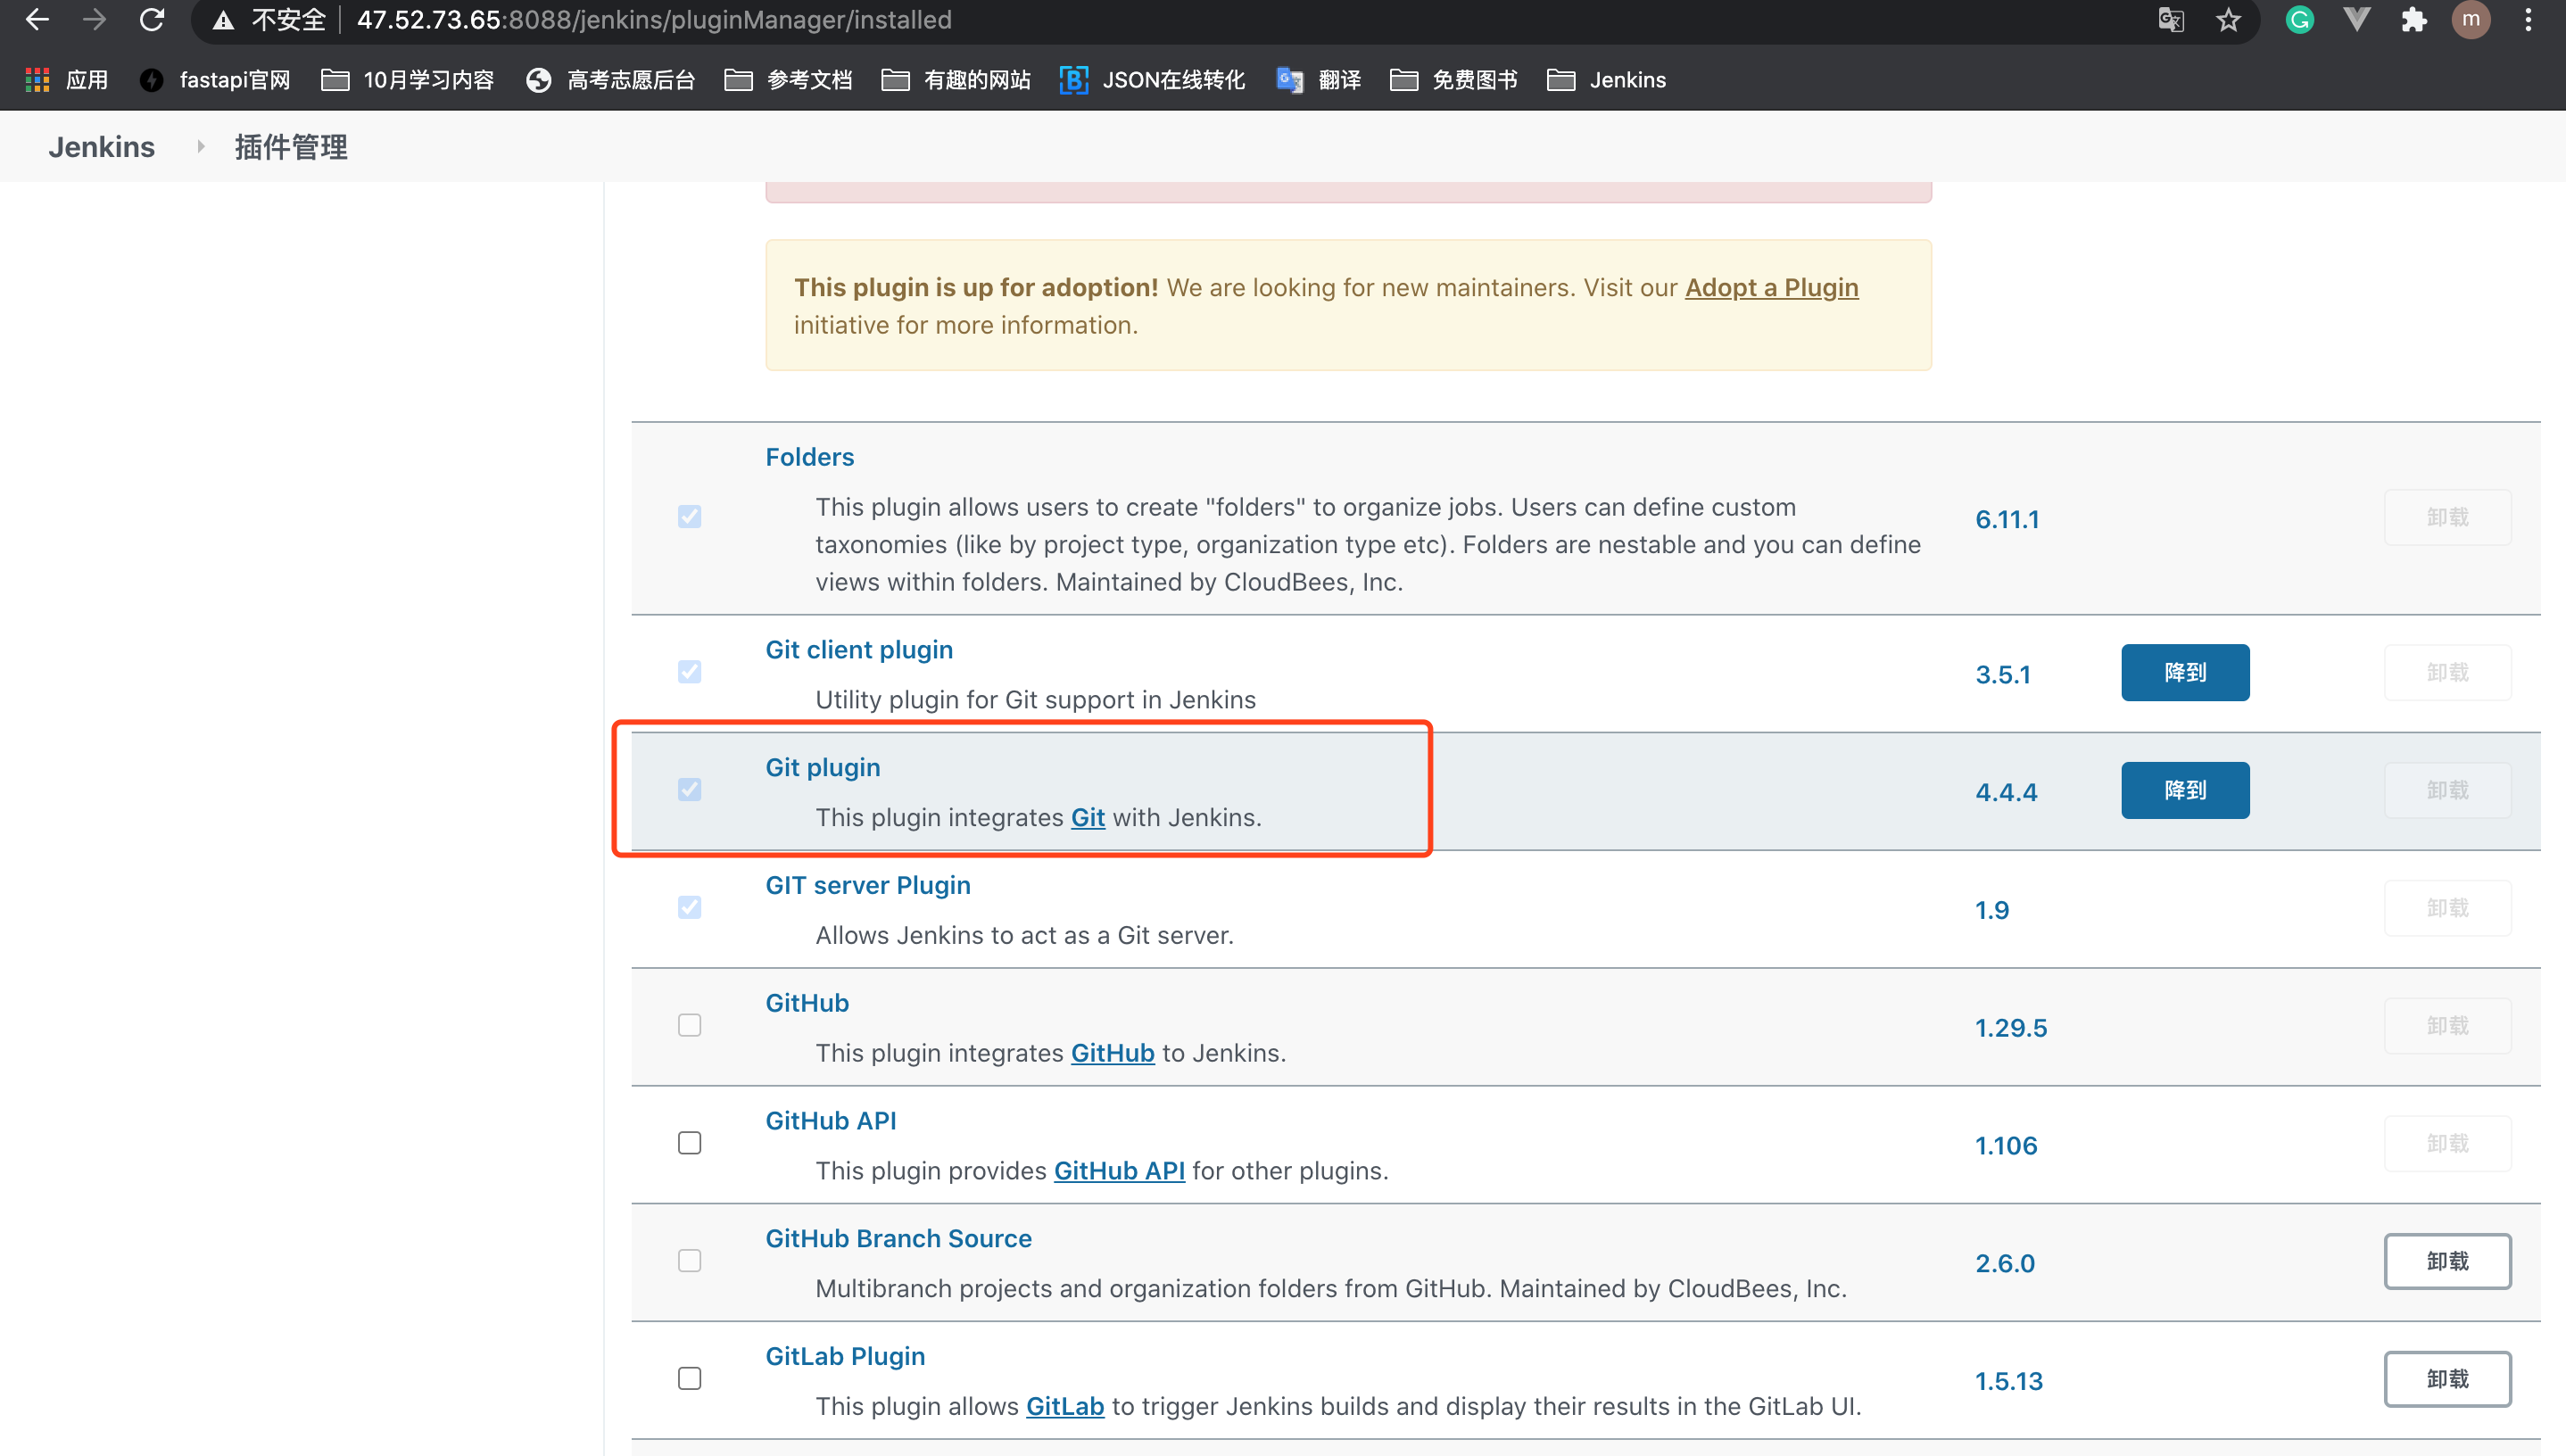 不安全 47.52.73.65:8088/jenkins/pluginManager/installed m
应用 fastapi官网 10月学习内容 高考志愿后台 参考文档 有趣的网站 JSON在线转化 翻译 免费图书 Jenkins
Jenkins 插件管理
This plugin is up for adoption! We are looking for new maintainers. Visit our Adopt a Plugin
initiative for more information.
Folders
This plugin allows users to create "folders" to organize jobs. Users can define custom
taxonomies (like by project type, organization type etc). Folders are nestable and you can define
views within folders. Maintained by CloudBees, Inc.
6.11.1 卸载
Git client plugin
Utility plugin for Git support in Jenkins
3.5.1 降到 卸载
Git plugin
This plugin integrates Git with Jenkins.
4.4.4 降到 卸载
GIT server Plugin
Allows Jenkins to act as a Git server.
1.9 卸载
GitHub
This plugin integrates GitHub to Jenkins.
1.29.5 卸载
GitHub API
This plugin provides GitHub API for other plugins.
1.106 卸载
GitHub Branch Source
Multibranch projects and organization folders from GitHub. Maintained by CloudBees, Inc.
2.6.0 卸载
GitLab Plugin
This plugin allows GitLab to trigger Jenkins builds and display their results in the GitLab UI.
1.5.13 卸载